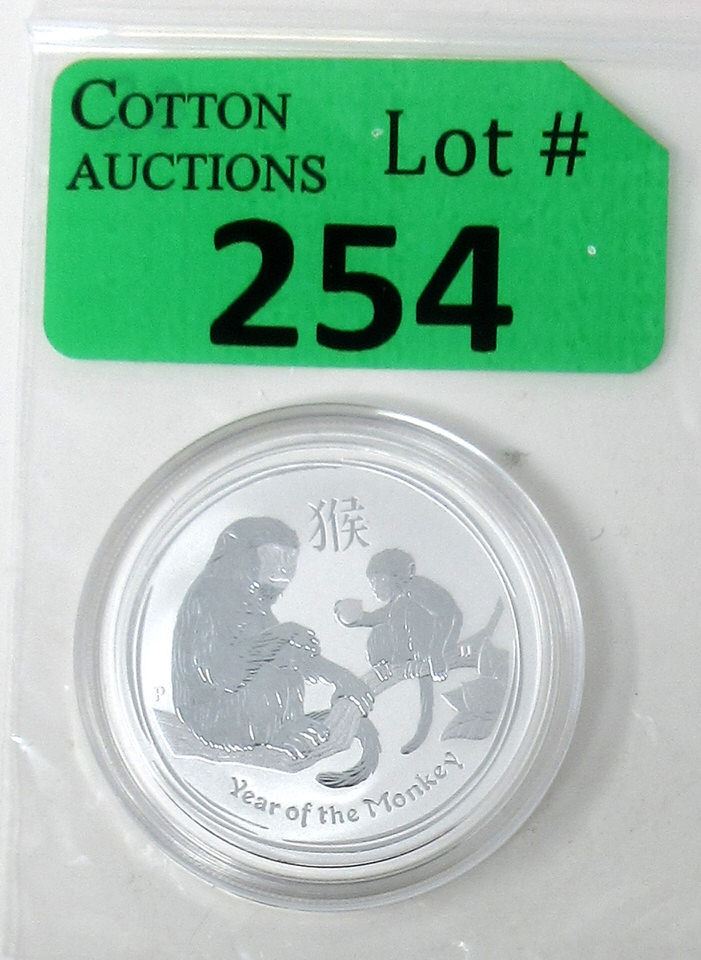 COTTON
AUCTIONS
Lot #
254
猴
P
Year of the Monkey